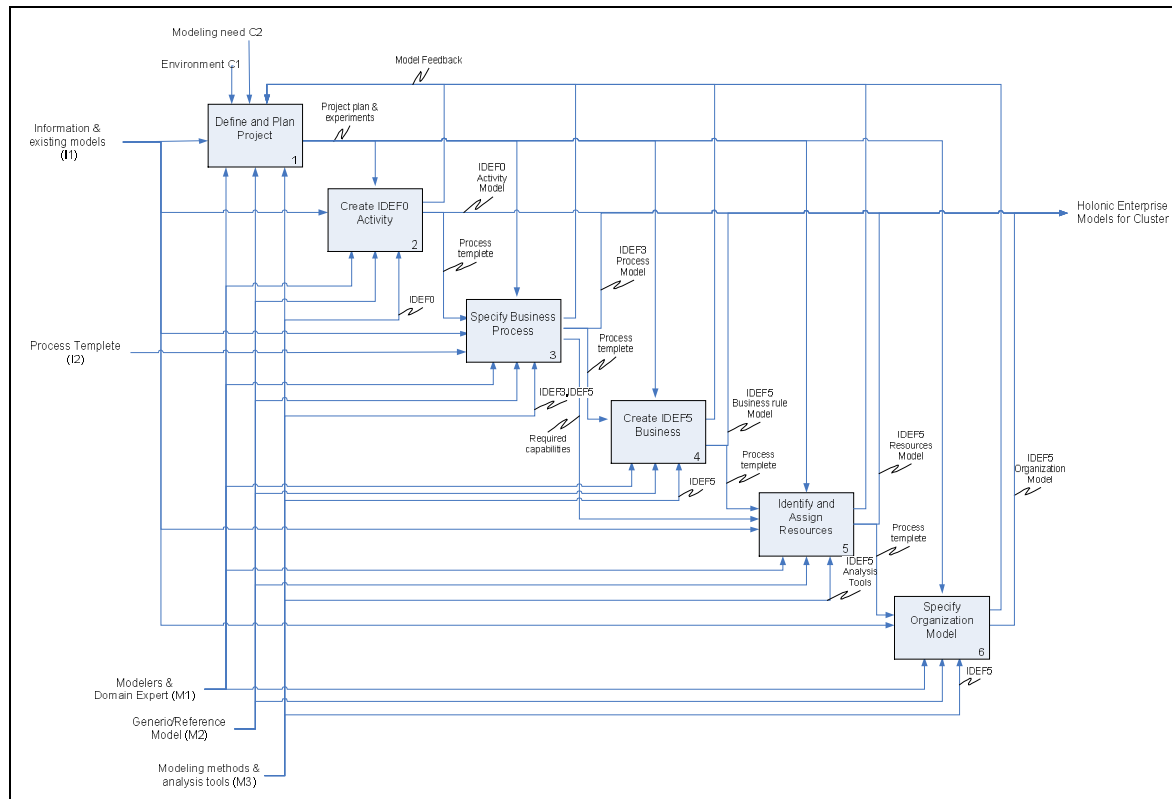 Modeling need C2
Environment C1
Model Feedback
Define and Plan
Project
1
Project plan &
experiments
Information &
existing models
(I1)
IDEF0
Activity
Model
Create IDEF0
Activity
2
Holonic Enterprise
Models for Cluster
Process
templete
IDEF3
Process
Model
IDEF0
Specify Business
Process
3
Process Templete
(I2)
Process
templete
IDEF3,IDEF5
Required
capabilities
Create IDEF5
Business
4
IDEF5
Business rule
Model
IDEF5
Resources
Model
IDEF5
Organization
Model
Process
templete
IDEF5
Identify and
Assign
Resources
5
Process
templete
IDEF5
Analysis
Tools
Specify
Organization
Model
6
IDEF5
Modelers &
Domain Expert (M1)
Generic/Reference
Model (M2)
Modeling methods &
analysis tools (M3)